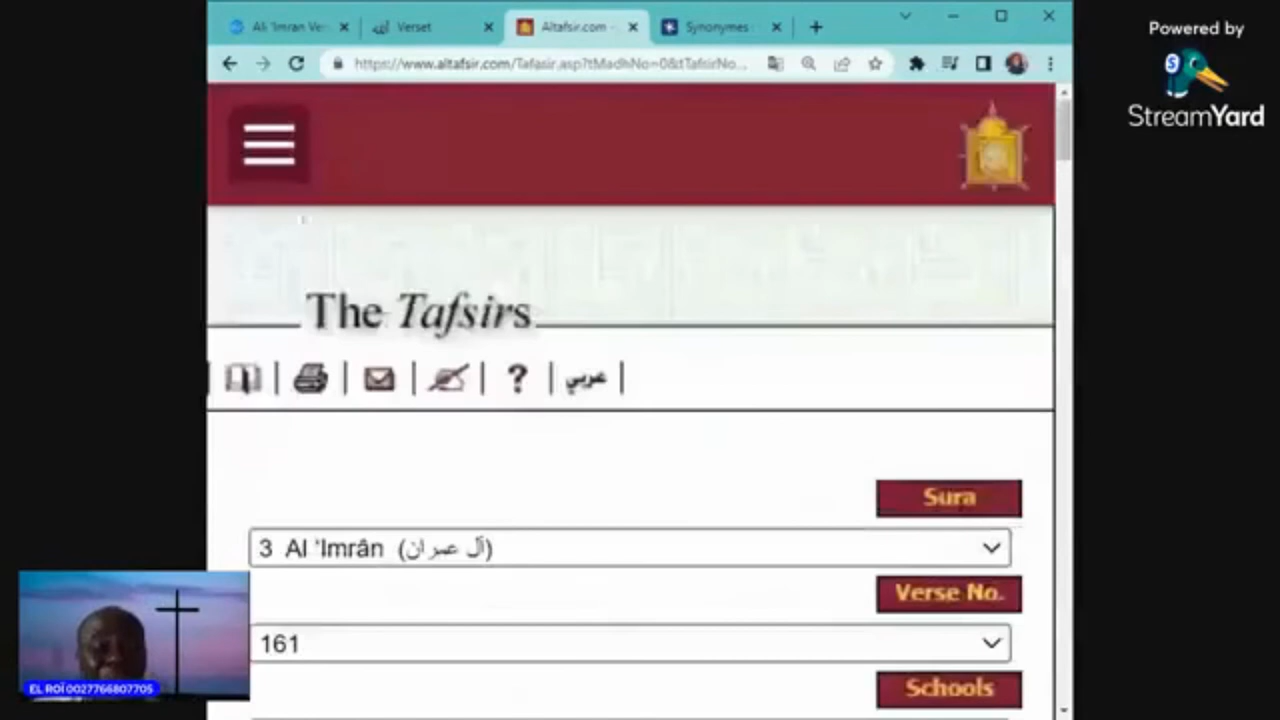 Ali 'Imran Ver
Verset
Altafsir.com -
Synonymes
https://www.altafsir.com/Tafasir.asp?tMadhNo=0&tTafsirNo...
Powered by
StreamYard
The Tafsirs
?
عربي
Sura
3 Al 'Imrân (آل عمران)
Verse No.
161
Schools
EL ROÏ 0027766807705